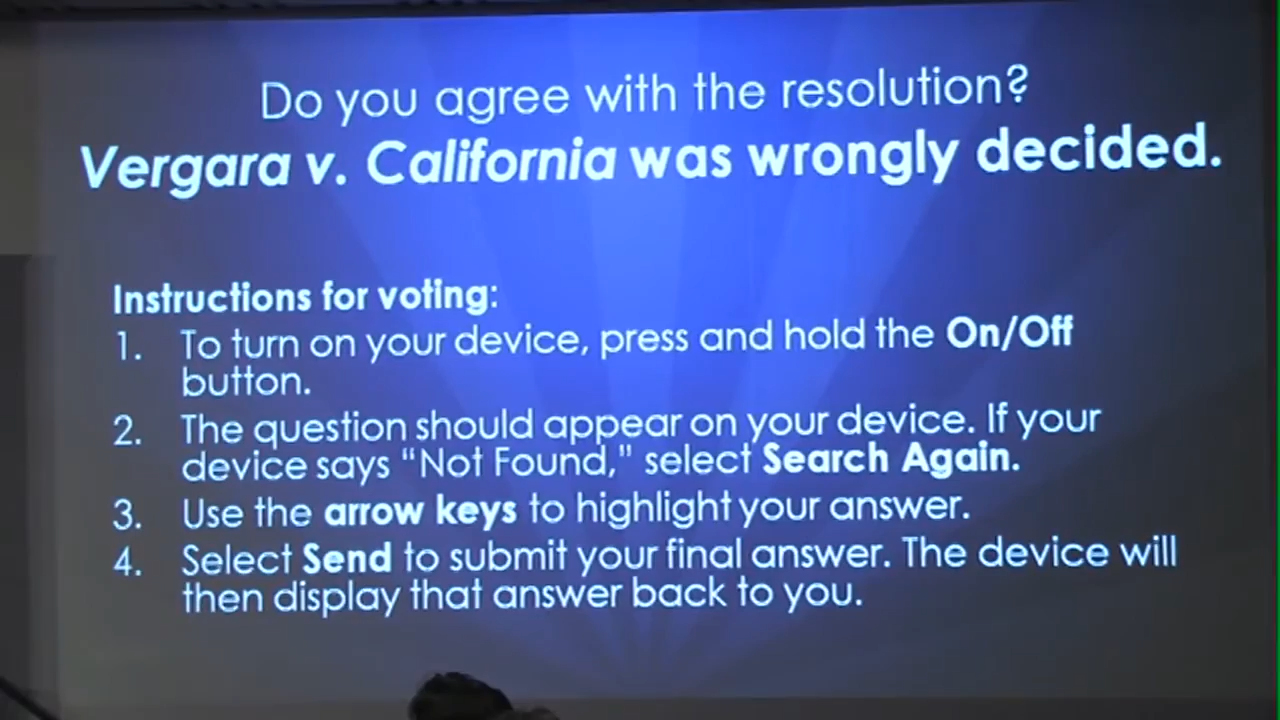 Do you agree with the resolution?
Vergara v. California was wrongly decided.
Instructions for voting:
1. To turn on your device, press and hold the On/Off
button.
2. The question should appear on your device. If your
device says “Not Found,” select Search Again.
3. Use the arrow keys to highlight your answer.
4. Select Send to submit your final answer. The device will
then display that answer back to you.